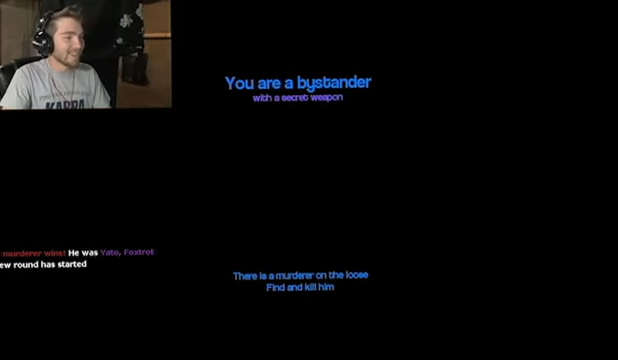 You are a bystander
with a secret weapon
KAPPA
murderer wins! He was Yato, Foxtrot
ew round has started
There is a murderer on the loose
Find and kill him